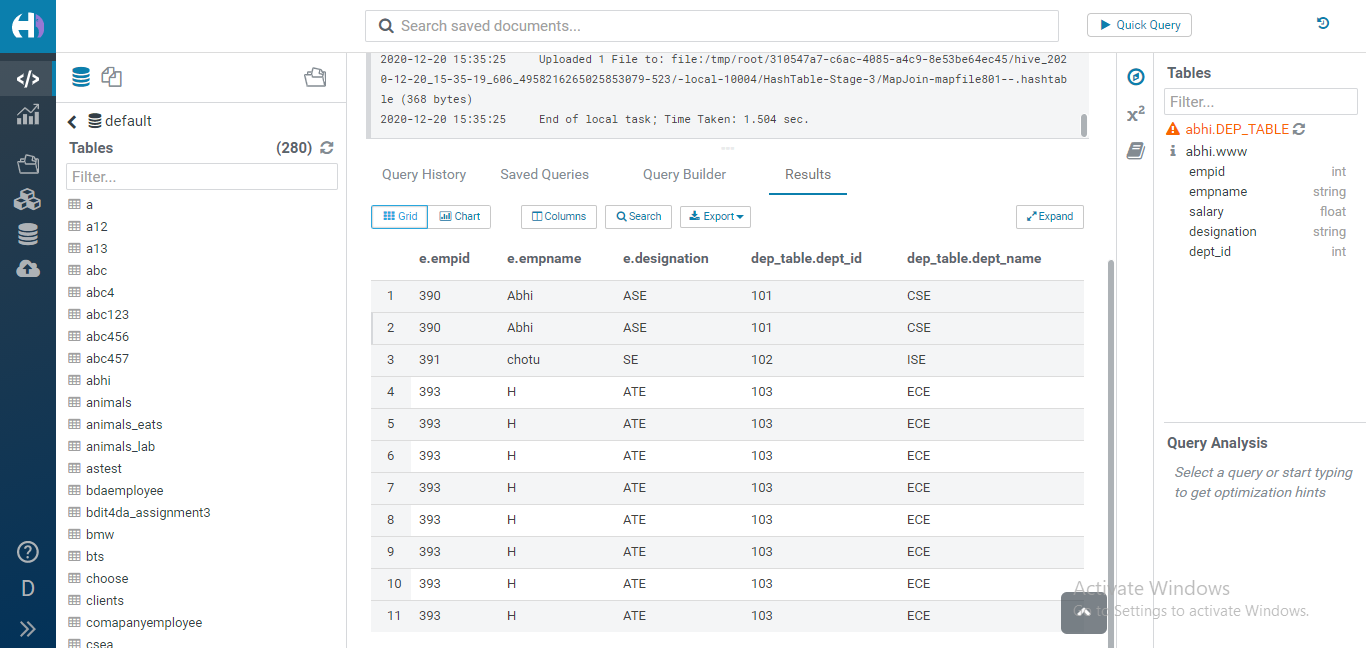 Search saved documents...
Quick Query
2020-12-20 15:35:25 Uploaded 1 File to: file:/tmp/root/310547a7-c6ac-4085-a4c9-8e53be64ec45/hive_202
0-12-20_15-35-19_606_4958216265025853079-523/-local-10004/HashTable-Stage-3/MapJoin-mapfile801--.hashtab
le (368 bytes)
2020-12-20 15:35:25 End of local task; Time Taken: 1.504 sec.
default
Tables (280)
Filter...
a
a12
a13
abc
abc4
abc123
abc456
abc457
abhi
animals
animals_eats
animals_lab
astest
bdaemployee
bdit4da_assignment3
bmw
bts
choose
clients
comapanyemployee
csea
D
Query History Saved Queries Query Builder Results
Grid Chart Columns Search Export Expand
e.empid e.empname e.designation dep_table.dept_id dep_table.dept_name
1 390 Abhi ASE 101 CSE
2 390 Abhi ASE 101 CSE
3 391 chotu SE 102 ISE
4 393 H ATE 103 ECE
5 393 H ATE 103 ECE
6 393 H ATE 103 ECE
7 393 H ATE 103 ECE
8 393 H ATE 103 ECE
9 393 H ATE 103 ECE
10 393 H ATE 103 ECE
11 393 H ATE 103 ECE
x²
Tables
Filter...
abhi.DEP_TABLE
abhi.www
empid int
empname string
salary float
designation string
dept_id int
Query Analysis
Select a query or start typing
to get optimization hints
Activate Windows
Go to Settings to activate Windows.